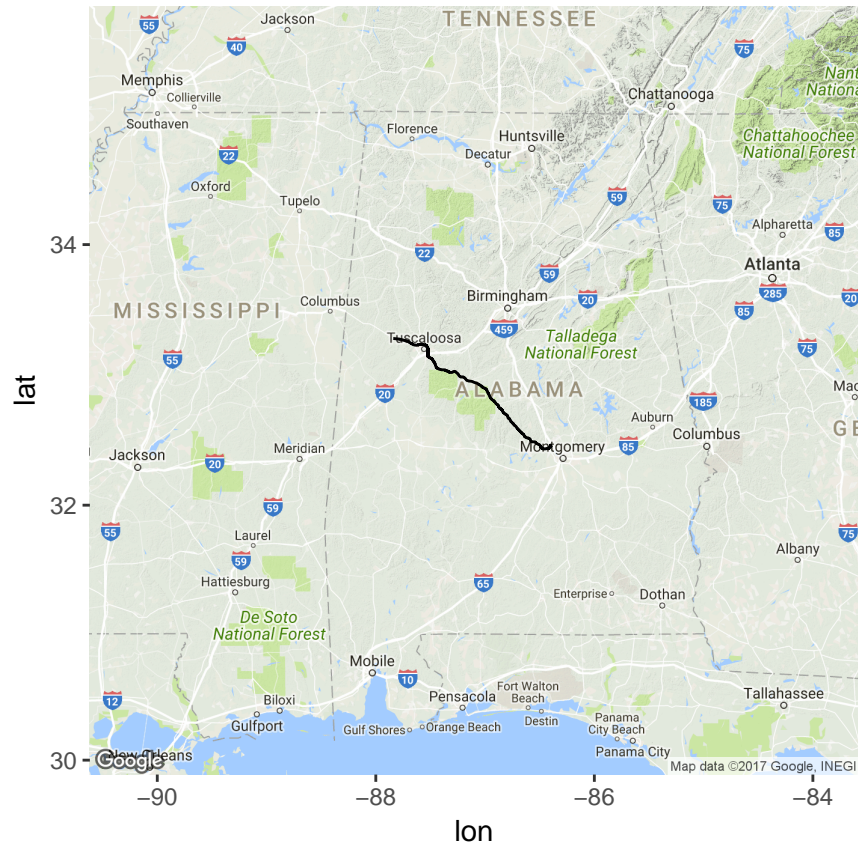 55
Jackson
TENNESSEE
40
75
Memphis
Collierville
Chattanooga
Nant
Nationa
Southaven
Florence
Huntsville
Decatur
Chattahoochee
National Forest
22
Oxford
59
75
Tupelo
Alpharetta
85
34
22
Atlanta
59
285
20
Birmingham
20
MISSISSIPPI
Columbus
459
85
Tuscaloosa
Talladega
National Forest
75
55
ALABAMA
20
185
Mac
Auburn
GE
Columbus
Montgomery
85
Jackson
20
Meridian
lat
32
59
55
Laurel
75
59
Albany
Hattiesburg
65
Enterprise
Dothan
De Soto
National Forest
Mobile
10
12
Biloxi
Pensacola
Fort Walton
Beach
Tallahassee
Gulfport
Gulf Shores
Orange Beach
Destin
Panama
City Beach
Panama City
New Orleans
Google
Map data ©2017 Google, INEGI
30
−90
−88
−86
−84
lon